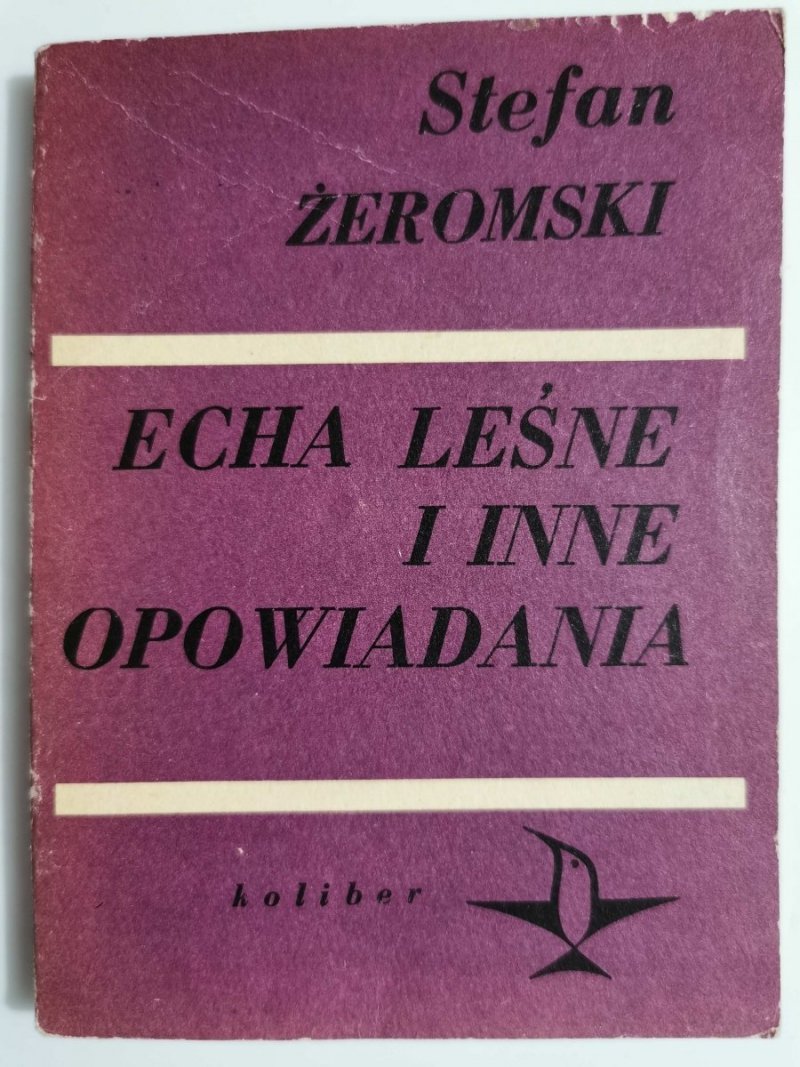 Stefan
ŻEROMSKI
ECHA LEŚNE
I INNE
OPOWIADANIA
koliber